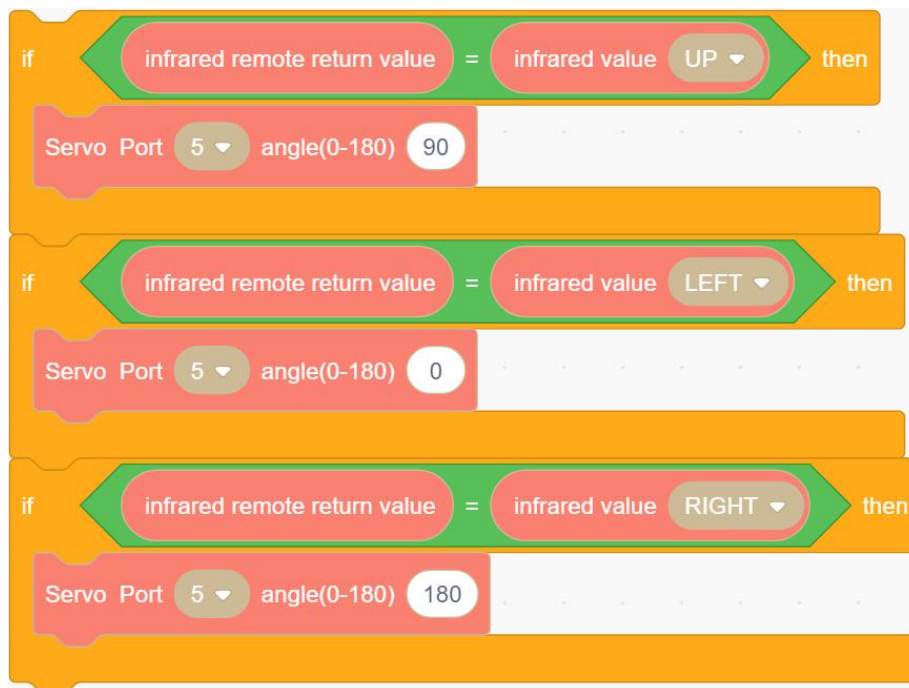 if infrared remote return value = infrared value UP then
Servo Port 5 angle(0-180) 90
if infrared remote return value = infrared value LEFT then
Servo Port 5 angle(0-180) 0
if infrared remote return value = infrared value RIGHT then
Servo Port 5 angle(0-180) 180